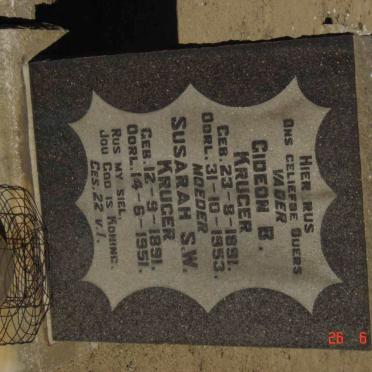 HIER RUS
ONS GELIEFDE OUERS
VADER
GIDEON B.
KRUGER
GEB. 23-8-1891.
OORL. 31-10-1953.
MOEDER
SUSARAH S.W.
KRUGER
GEB. 12-9-1891.
OORL. 14-6-1951.
RUS MY SIEL,
JOU GOD IS KONING.
GES. 22 V.1.
26 6